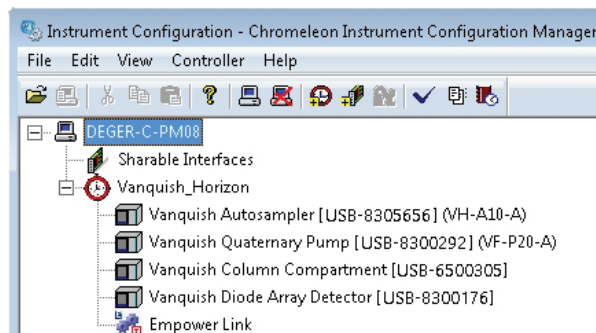 Instrument Configuration - Chromeleon Instrument Configuration Manager
File Edit View Controller Help
DEGER-C-PM08
Sharable Interfaces
Vanquish_Horizon
Vanquish Autosampler [USB-8305656] (VH-A10-A)
Vanquish Quaternary Pump [USB-8300292] (VF-P20-A)
Vanquish Column Compartment [USB-6500305]
Vanquish Diode Array Detector [USB-8300176]
Empower Link